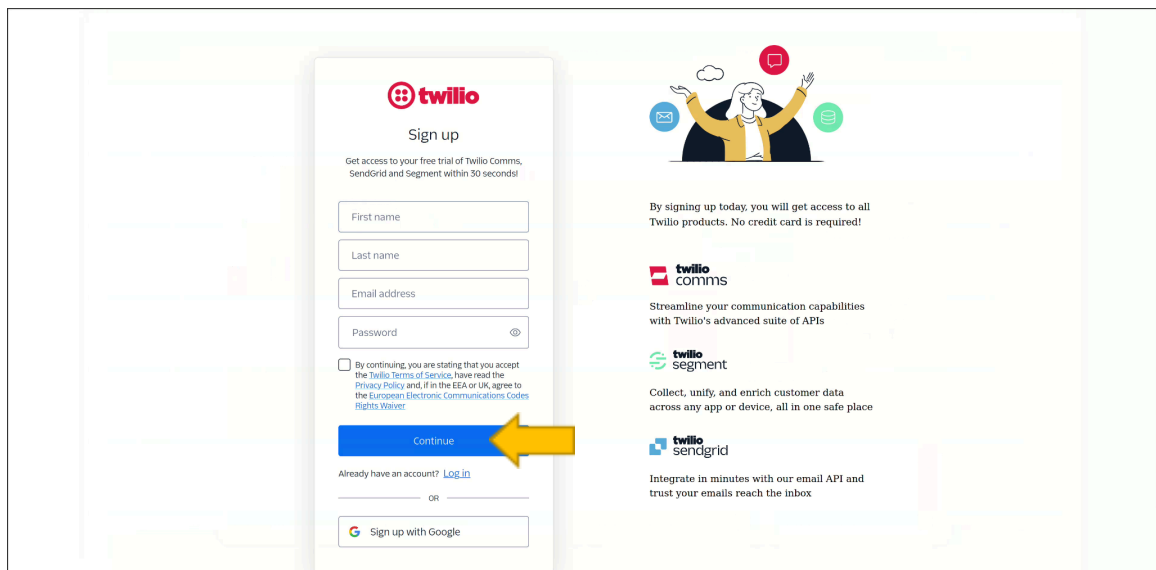 twilio
Sign up
Get access to your free trial of Twilio Comms,
SendGrid and Segment within 30 seconds!
First name
Last name
Email address
Password
By continuing, you are stating that you accept
the Twilio Terms of Service, have read the
Privacy Policy and, if in the EEA or UK, agree to
the European Electronic Communications Codes
Rights Waiver
Continue
Already have an account? Log in
OR
Sign up with Google
By signing up today, you will get access to all
Twilio products. No credit card is required!
twilio
comms
Streamline your communication capabilities
with Twilio's advanced suite of APIs
twilio
segment
Collect, unify, and enrich customer data
across any app or device, all in one safe place
twilio
sendgrid
Integrate in minutes with our email API and
trust your emails reach the inbox